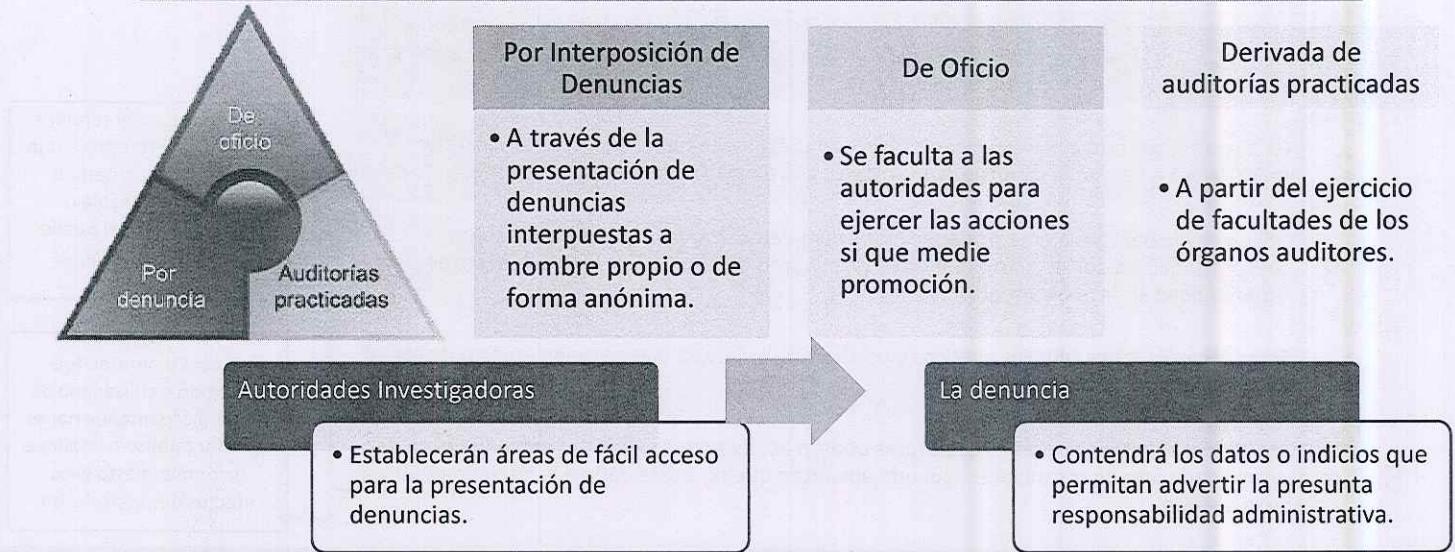 De
oficio
Por
denuncia
Auditorías
practicadas
Por Interposición de
Denuncias
• A través de la
presentación de
denuncias
interpuestas a
nombre propio o de
forma anónima.
De Oficio
• Se faculta a las
autoridades para
ejercer las acciones
si que medie
promoción.
Derivada de
auditorías practicadas
• A partir del ejercicio
de facultades de los
órganos auditores.
Autoridades Investigadoras
• Establecerán áreas de fácil acceso
para la presentación de
denuncias.
La denuncia
• Contendrá los datos o indicios que
permitan advertir la presunta
responsabilidad administrativa.